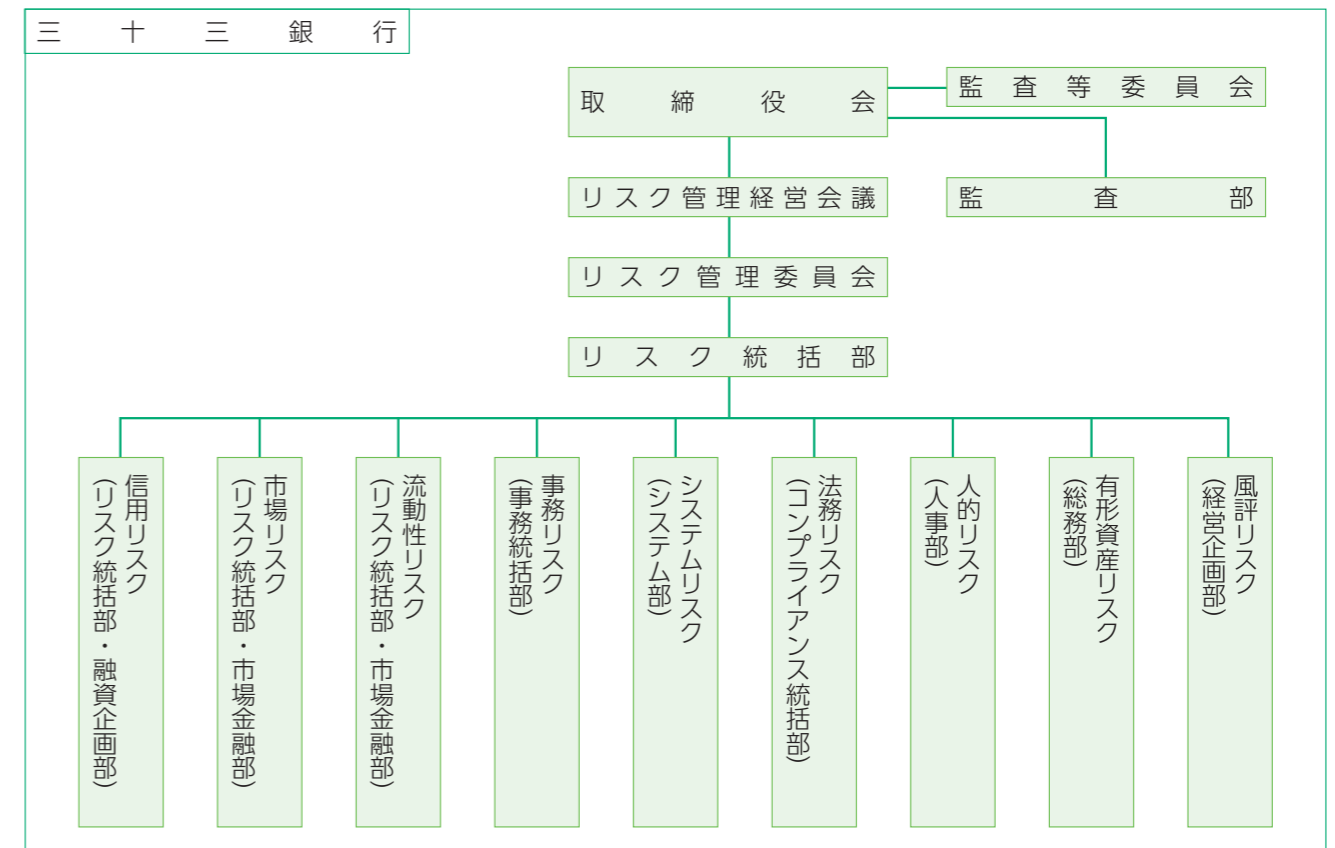 三十三銀行
取締役会
監査等委員会
リスク管理経営会議
監査部
リスク管理委員会
リスク統括部
信用リスク
（リスク統括部・融資企画部）
市場リスク
（リスク統括部・市場金融部）
流動性リスク
（リスク統括部・市場金融部）
事務リスク
（事務統括部）
システムリスク
（システム部）
法務リスク
（コンプライアンス統括部）
人的リスク
（人事部）
有形資産リスク
（総務部）
風評リスク
（経営企画部）